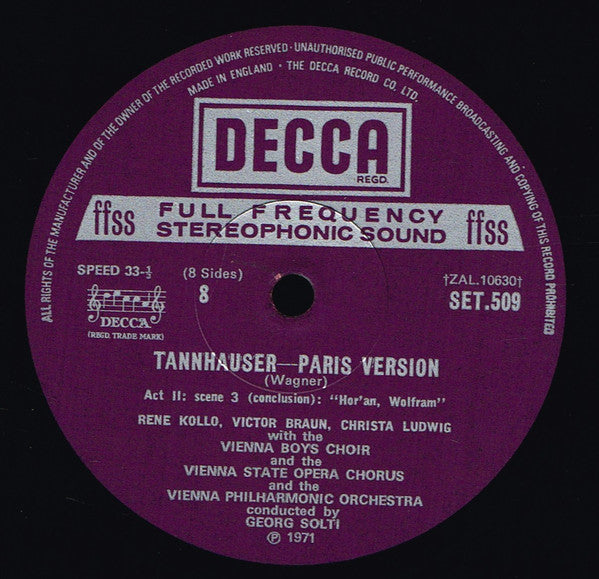 ALL RIGHTS OF THE MANUFACTURER AND OF THE OWNER OF THE RECORDED WORK RESERVED · UNAUTHORISED PUBLIC PERFORMANCE BROADCASTING AND COPYING OF THIS RECORD PROHIBITED
MADE IN ENGLAND · THE DECCA RECORD CO. LTD.
DECCA
REGD.
ffss FULL FREQUENCY STEREOPHONIC SOUND ffss
SPEED 33-⅓ (8 Sides) †ZAL.10630†
8 SET.509
DECCA
(REGD. TRADE MARK)
TANNHAUSER—PARIS VERSION
(Wagner)
Act II: scene 3 (conclusion): "Hor'an, Wolfram"
RENE KOLLO, VICTOR BRAUN, CHRISTA LUDWIG
with the
VIENNA BOYS CHOIR
and the
VIENNA STATE OPERA CHORUS
and the
VIENNA PHILHARMONIC ORCHESTRA
conducted by
GEORG SOLTI
℗ 1971